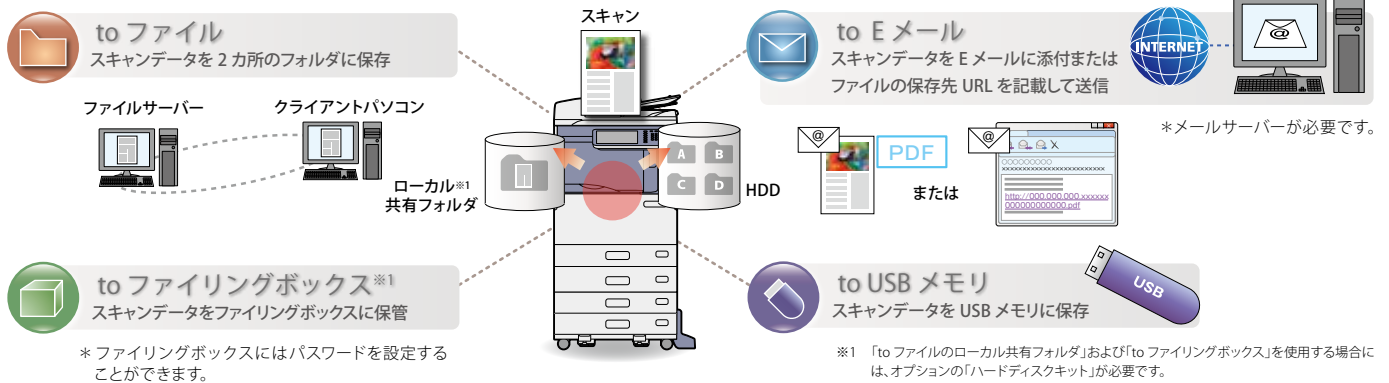 to ファイル
スキャンデータを 2 カ所のフォルダに保存
ファイルサーバー
クライアントパソコン
スキャン
ローカル※1
共有フォルダ
A B
C D
HDD
to E メール
スキャンデータを E メールに添付または
ファイルの保存先 URL を記載して送信
INTERNET
@
＊メールサーバーが必要です。
@
PDF
または
@
X
OOOOOOOOO
xxxxxxxxxxxxxxxxxxxxxxx
http://000.000.000.xxxxxx
000000000000.pdf
to ファイリングボックス※1
スキャンデータをファイリングボックスに保管
＊ファイリングボックスにはパスワードを設定する
ことができます。
to USB メモリ
スキャンデータを USB メモリに保存
USB
※1 「to ファイルのローカル共有フォルダ」および「to ファイリングボックス」を使用する場合に
は、オプションの「ハードディスクキット」が必要です。